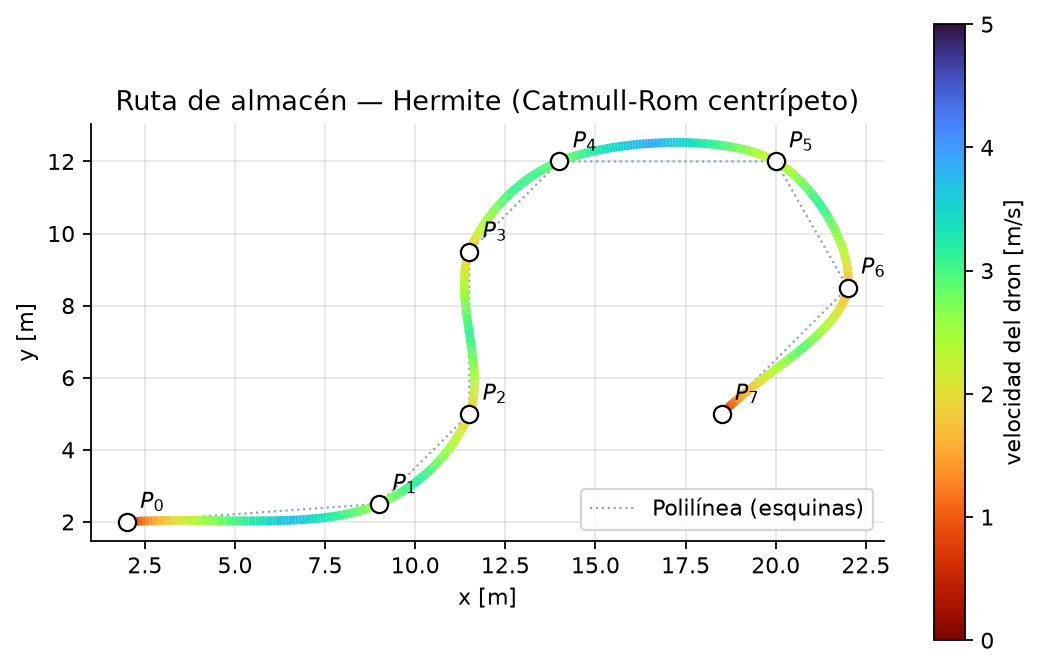 Ruta de almacén — Hermite (Catmull-Rom centrípeto)
y [m]
12
10
8
6
4
2
P₀
P₁
P₂
P₃
P₄
P₅
P₆
P₇
Polilínea (esquinas)
2.5 5.0 7.5 10.0 12.5 15.0 17.5 20.0 22.5
x [m]
5
4
3
2
1
0
velocidad del dron [m/s]